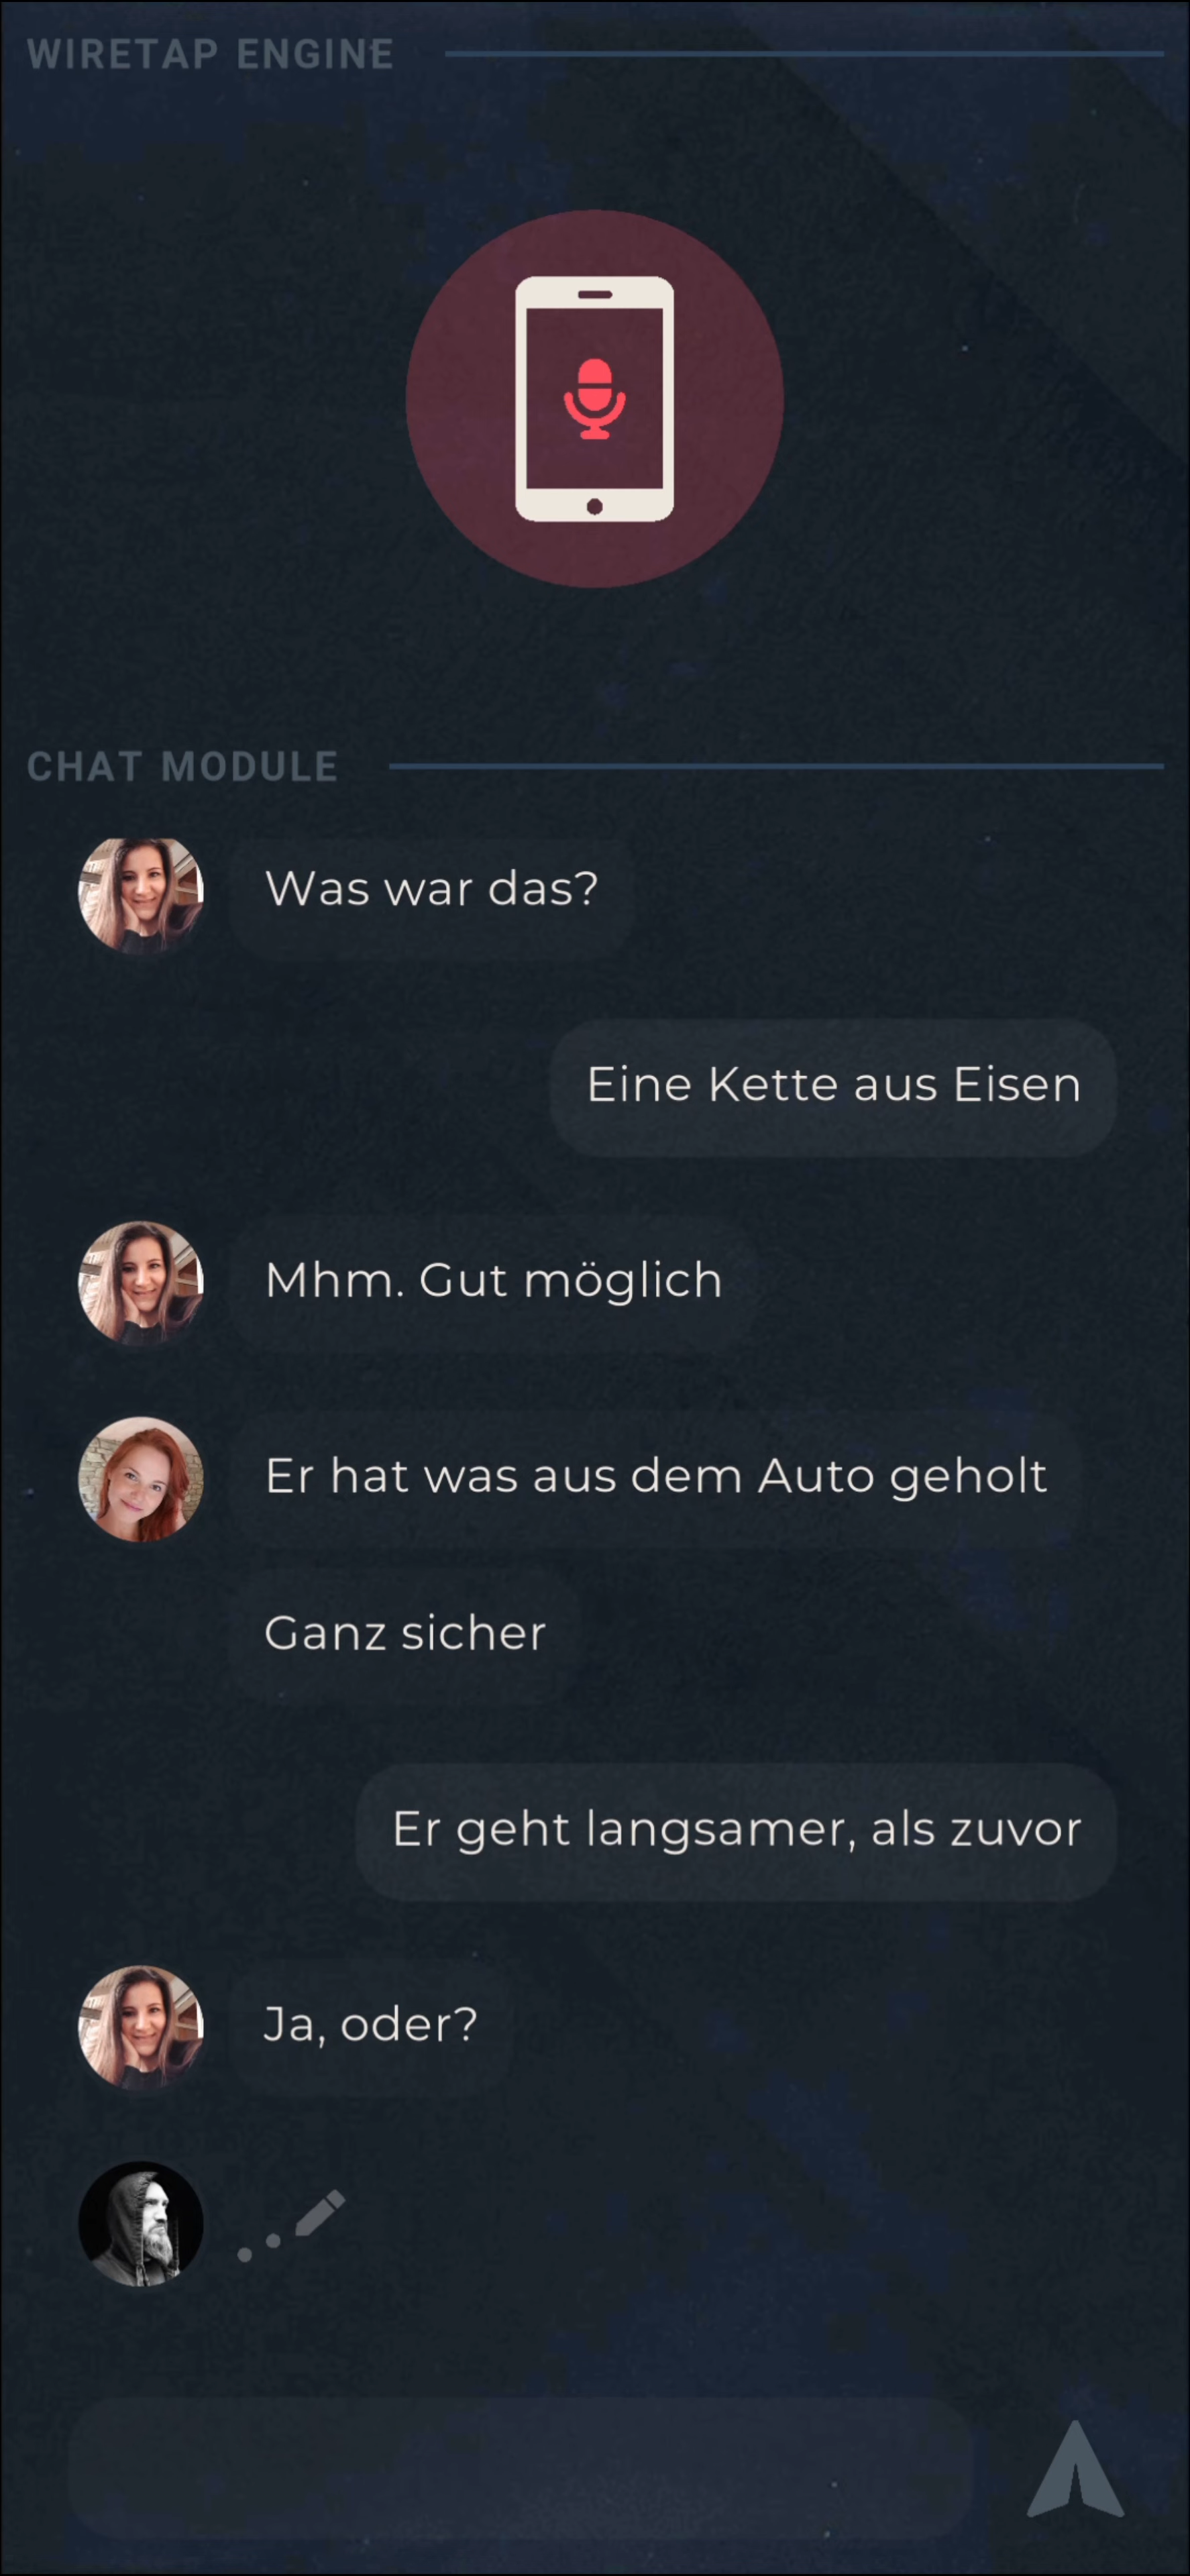 WIRETAP ENGINE
CHAT MODULE
Was war das?
Eine Kette aus Eisen
Mhm. Gut möglich
Er hat was aus dem Auto geholt
Ganz sicher
Er geht langsamer, als zuvor
Ja, oder?